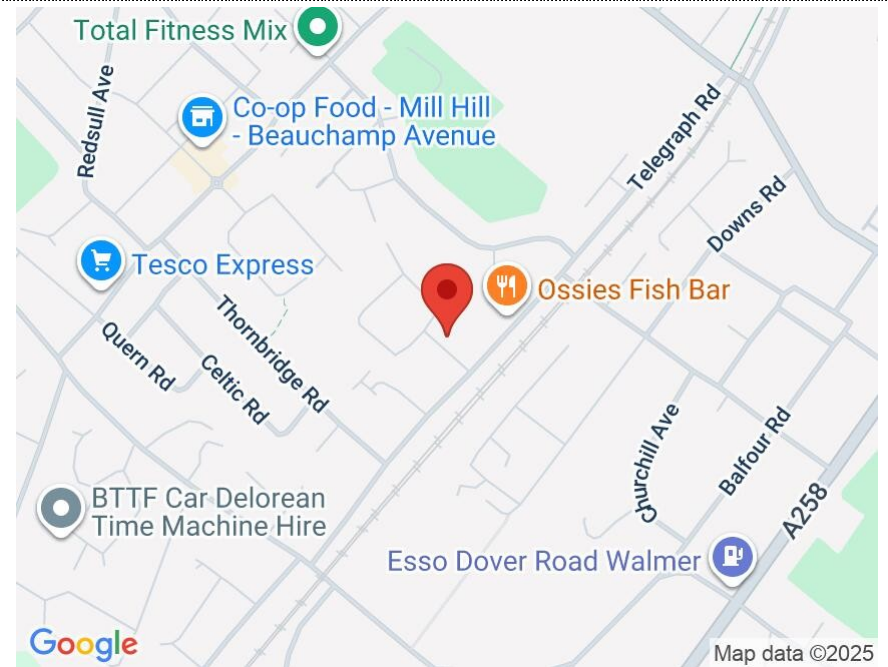 Total Fitness Mix
Redsull Ave
Co-op Food - Mill Hill
- Beauchamp Avenue
Telegraph Rd
Downs Rd
Tesco Express
Ossies Fish Bar
Thornbridge Rd
Quern Rd
Celtic Rd
Churchill Ave
Balfour Rd
A258
BTTF Car Delorean
Time Machine Hire
Esso Dover Road Walmer
Google
Map data ©2025